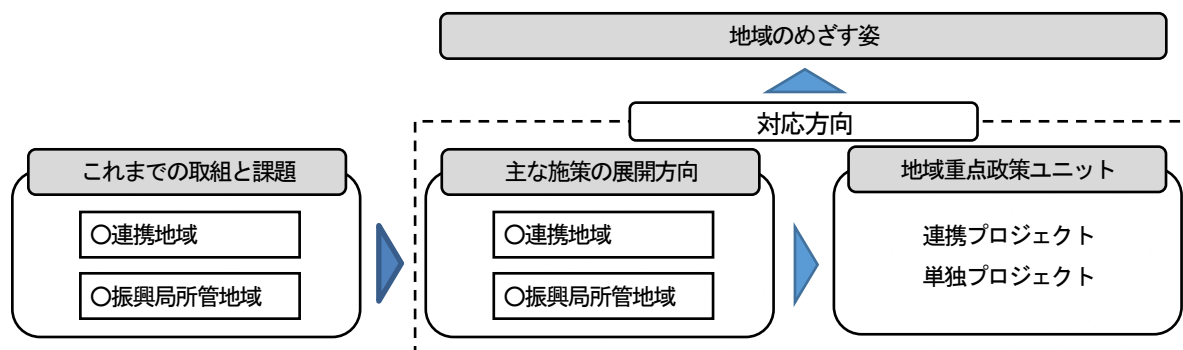 地域のめざす姿
対応方向
これまでの取組と課題
〇連携地域
〇振興局所管地域
主な施策の展開方向
〇連携地域
〇振興局所管地域
地域重点政策ユニット
連携プロジェクト
単独プロジェクト